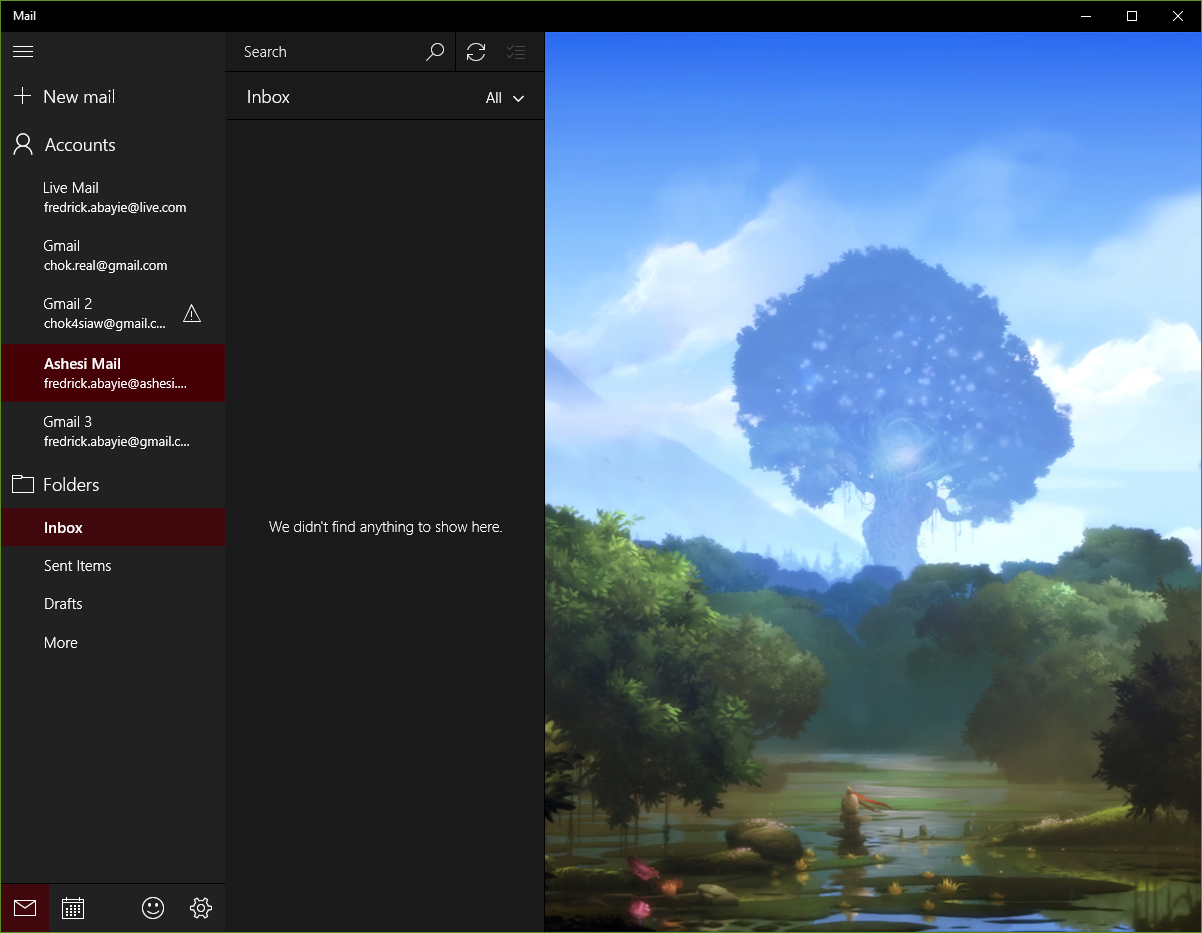 Mail
Search
New mail
Inbox
All
Accounts
Live Mail
fredrick.abayie@live.com
Gmail
chok.real@gmail.com
Gmail 2
chok4siaw@gmail.c...
Ashesi Mail
fredrick.abayie@ashesi....
Gmail 3
fredrick.abayie@gmail.c...
Folders
Inbox
We didn't find anything to show here.
Sent Items
Drafts
More